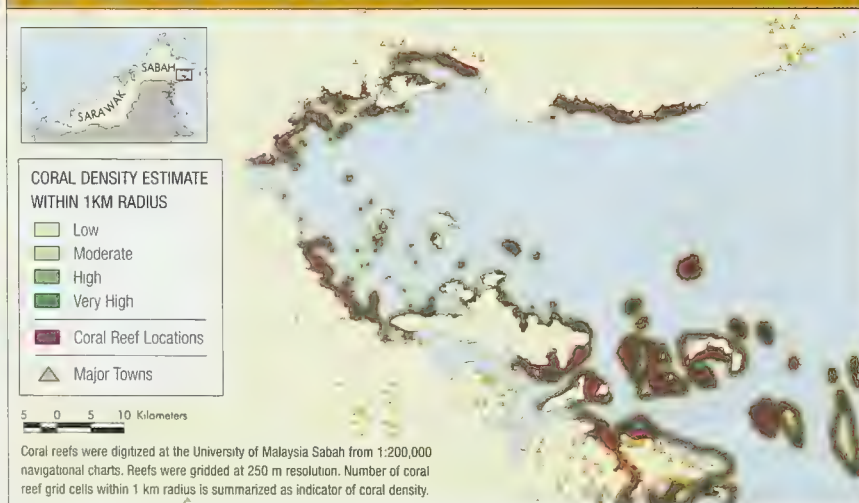 SABAH
SARAWAK
CORAL DENSITY ESTIMATE
WITHIN 1KM RADIUS
Low
Moderate
High
Very High
Coral Reef Locations
Major Towns
5 0 5 10 Kilometers
Coral reefs were digitized at the University of Malaysia Sabah from 1:200,000
navigational charts. Reefs were gridded at 250 m resolution. Number of coral
reef grid cells within 1 km radius is summarized as indicator of coral density.